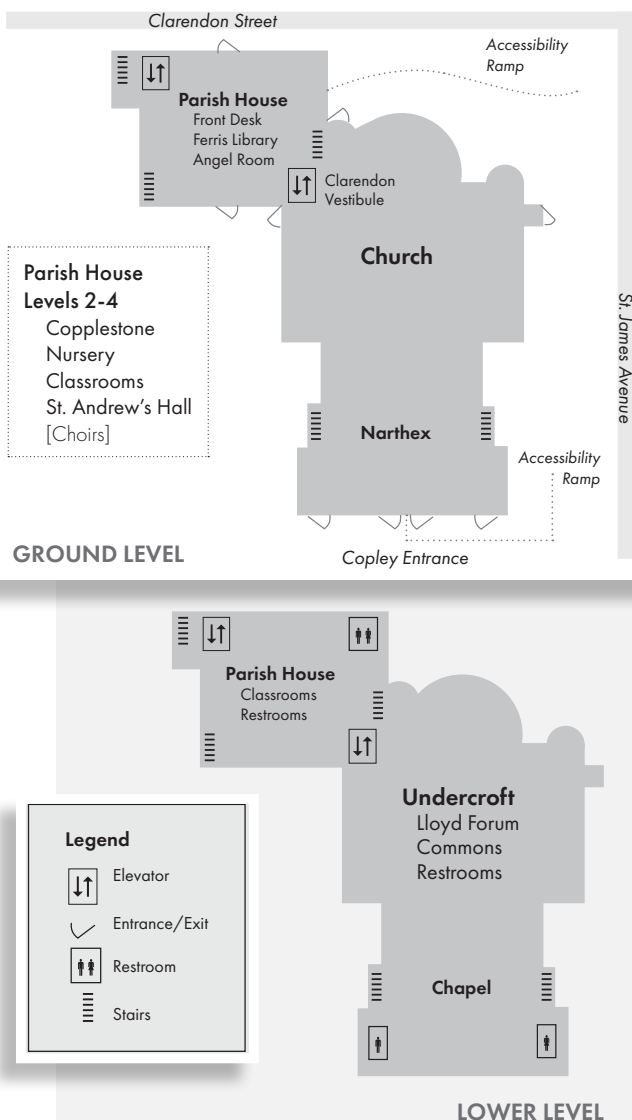 Clarendon Street
Accessibility
Ramp
Parish House
Front Desk
Ferris Library
Angel Room
Clarendon
Vestibule
Church
Parish House
Levels 2-4
Copplestone
Nursery
Classrooms
St. Andrew's Hall
[Choirs]
St. James Avenue
Narthex
Accessibility
Ramp
GROUND LEVEL
Copley Entrance
Parish House
Classrooms
Restrooms
Undercroft
Lloyd Forum
Commons
Restrooms
Legend
Elevator
Entrance/Exit
Restroom
Stairs
Chapel
LOWER LEVEL